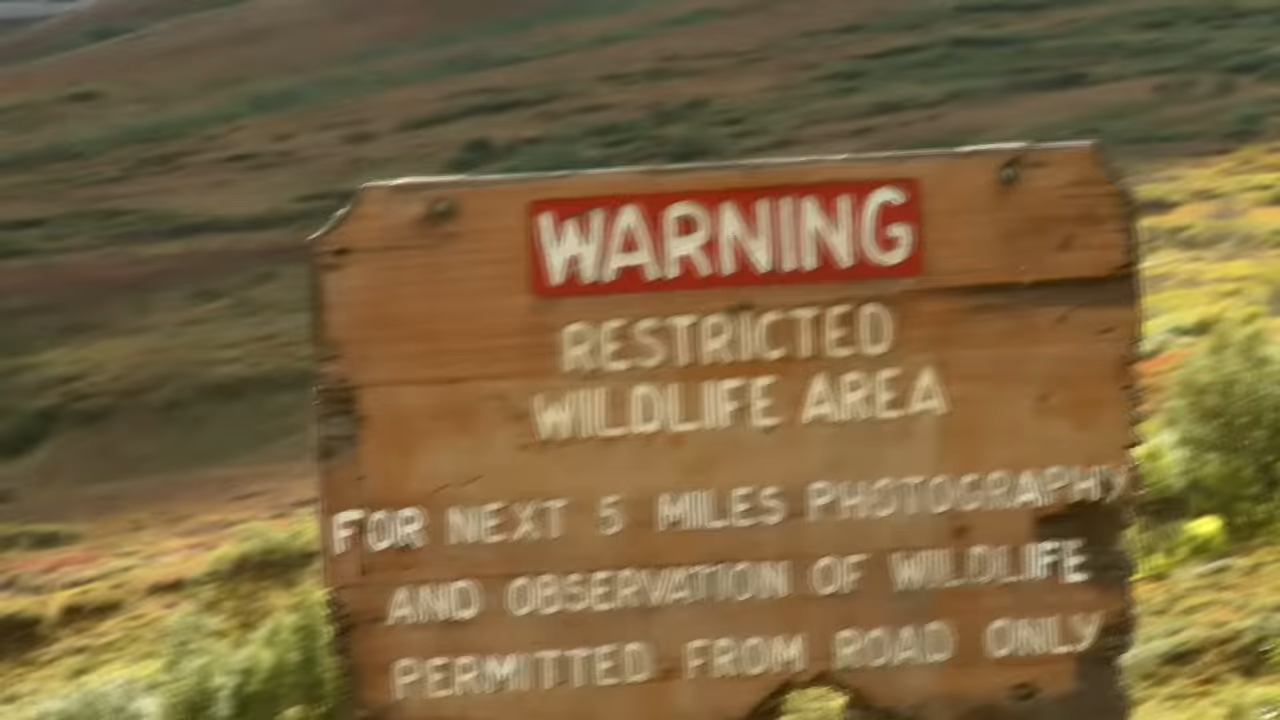 WARNING
RESTRICTED
WILDLIFE AREA
FOR NEXT 5 MILES PHOTOGRAPHY
AND OBSERVATION OF WILDLIFE
PERMITTED FROM ROAD ONLY